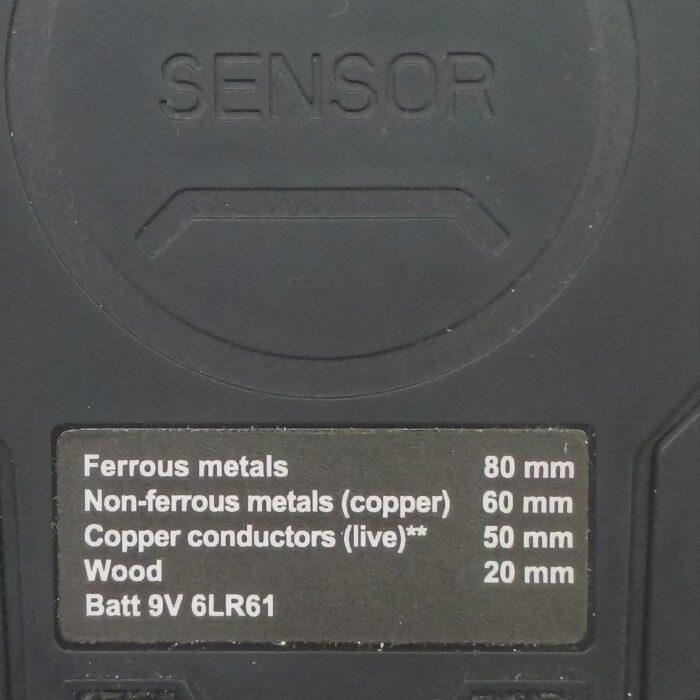 SENSOR
Ferrous metals 80 mm
Non-ferrous metals (copper) 60 mm
Copper conductors (live)** 50 mm
Wood 20 mm
Batt 9V 6LR61